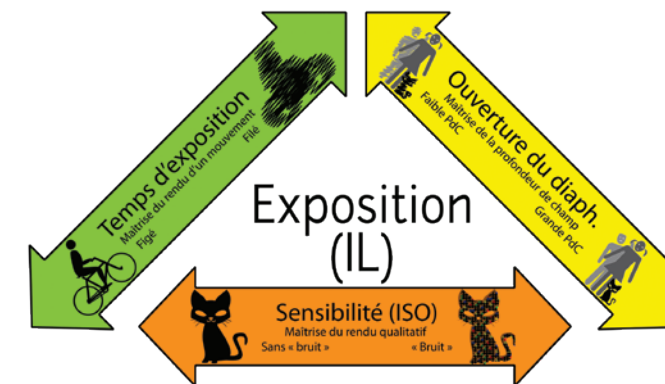 Temps d'exposition
Maîtrise du rendu d'un mouvement
Figé
Filé
Ouverture du diaph.
Maîtrise de la profondeur de champ
Faible PdC
Grande PdC
Exposition
(IL)
Sensibilité (ISO)
Maîtrise du rendu qualitatif
Sans « bruit »
« Bruit »